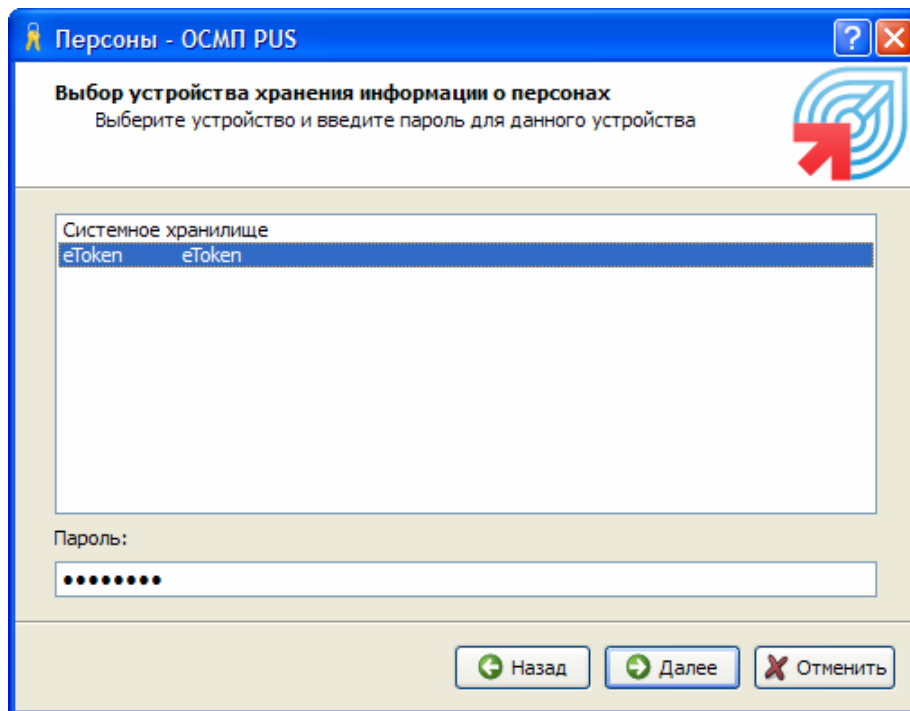 Персоны - ОСМП PUS
Выбор устройства хранения информации о персонах
Выберите устройство и введите пароль для данного устройства
Системное хранилище
eToken eToken
Пароль:
••••••••
Назад Далее Отменить